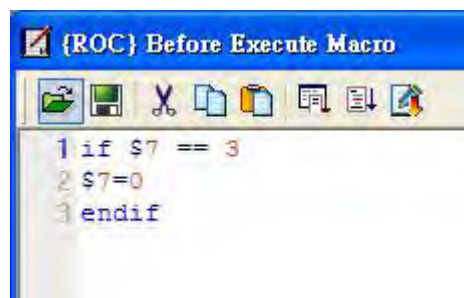 {ROC} Before Execute Macro
1 if $7 == 3
2 $7=0
3 endif